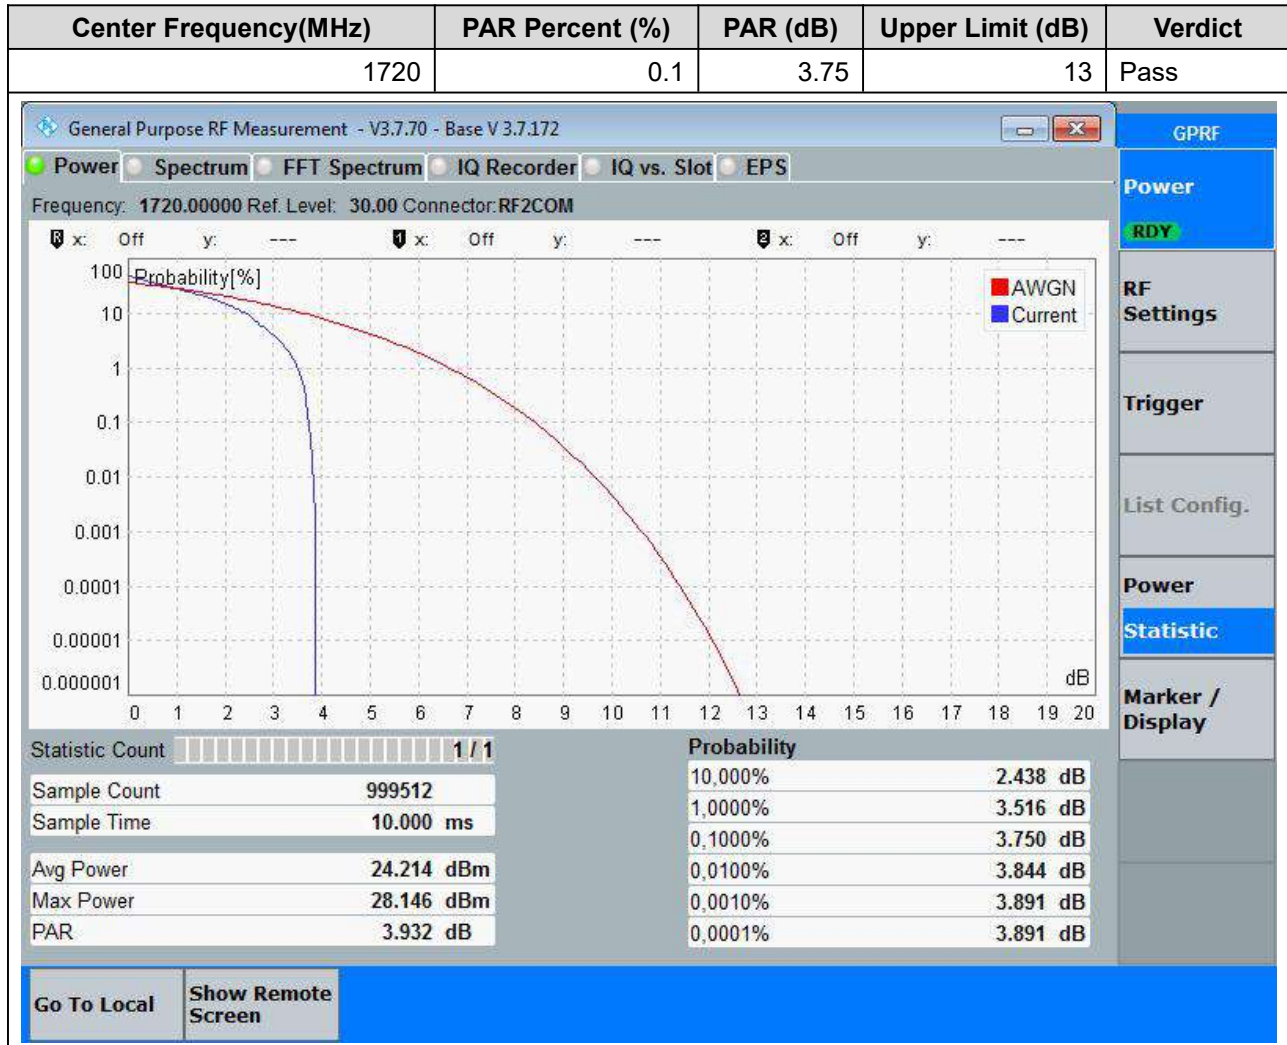 Center Frequency(MHz) PAR Percent (%) PAR (dB) Upper Limit (dB) Verdict
1720 0.1 3.75 13 Pass
General Purpose RF Measurement - V3.7.70 - Base V 3.7.172
GPRF
Power Spectrum FFT Spectrum IQ Recorder IQ vs. Slot EPS
Power
RDY
Frequency: 1720.00000 Ref. Level: 30.00 Connector: RF2COM
R x: Off y: --- 1 x: Off y: --- 2 x: Off y: ---
Probability[%]
AWGN
Current
100
10
1
0.1
0.01
0.001
0.0001
0.00001
0.000001
dB
0 1 2 3 4 5 6 7 8 9 10 11 12 13 14 15 16 17 18 19 20
RF
Settings
Trigger
List Config.
Power
Statistic
Marker /
Display
Statistic Count 1 / 1
Sample Count 999512
Sample Time 10.000 ms
Avg Power 24.214 dBm
Max Power 28.146 dBm
PAR 3.932 dB
Probability
10,000% 2.438 dB
1,0000% 3.516 dB
0,1000% 3.750 dB
0,0100% 3.844 dB
0,0010% 3.891 dB
0,0001% 3.891 dB
Go To Local
Show Remote
Screen